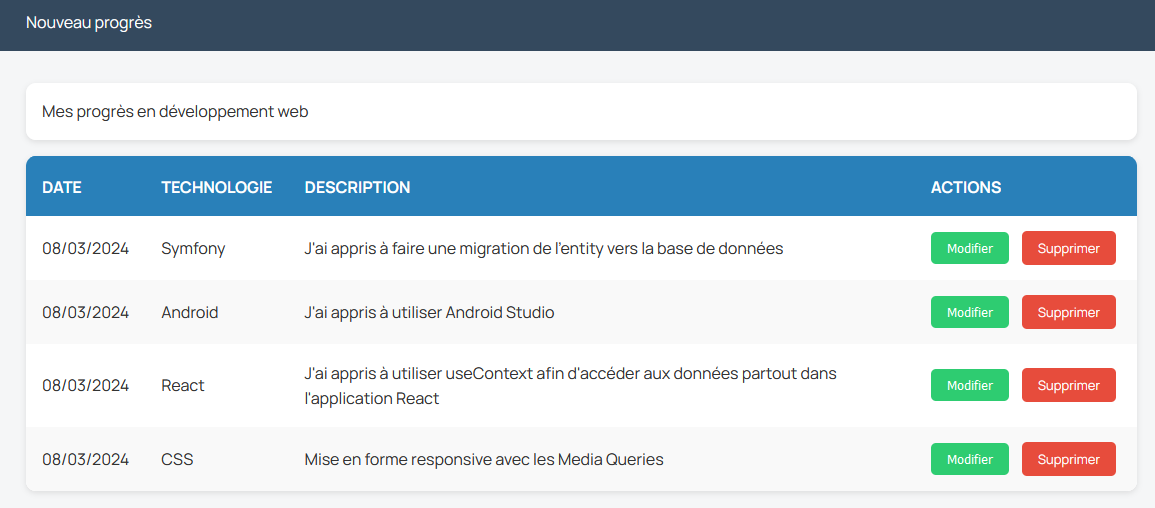 Nouveau progrès
Mes progrès en développement web
DATE TECHNOLOGIE DESCRIPTION ACTIONS
08/03/2024 Symfony J'ai appris à faire une migration de l'entity vers la base de données Modifier Supprimer
08/03/2024 Android J'ai appris à utiliser Android Studio Modifier Supprimer
08/03/2024 React J'ai appris à utiliser useContext afin d'accéder aux données partout dans
l'application React Modifier Supprimer
08/03/2024 CSS Mise en forme responsive avec les Media Queries Modifier Supprimer